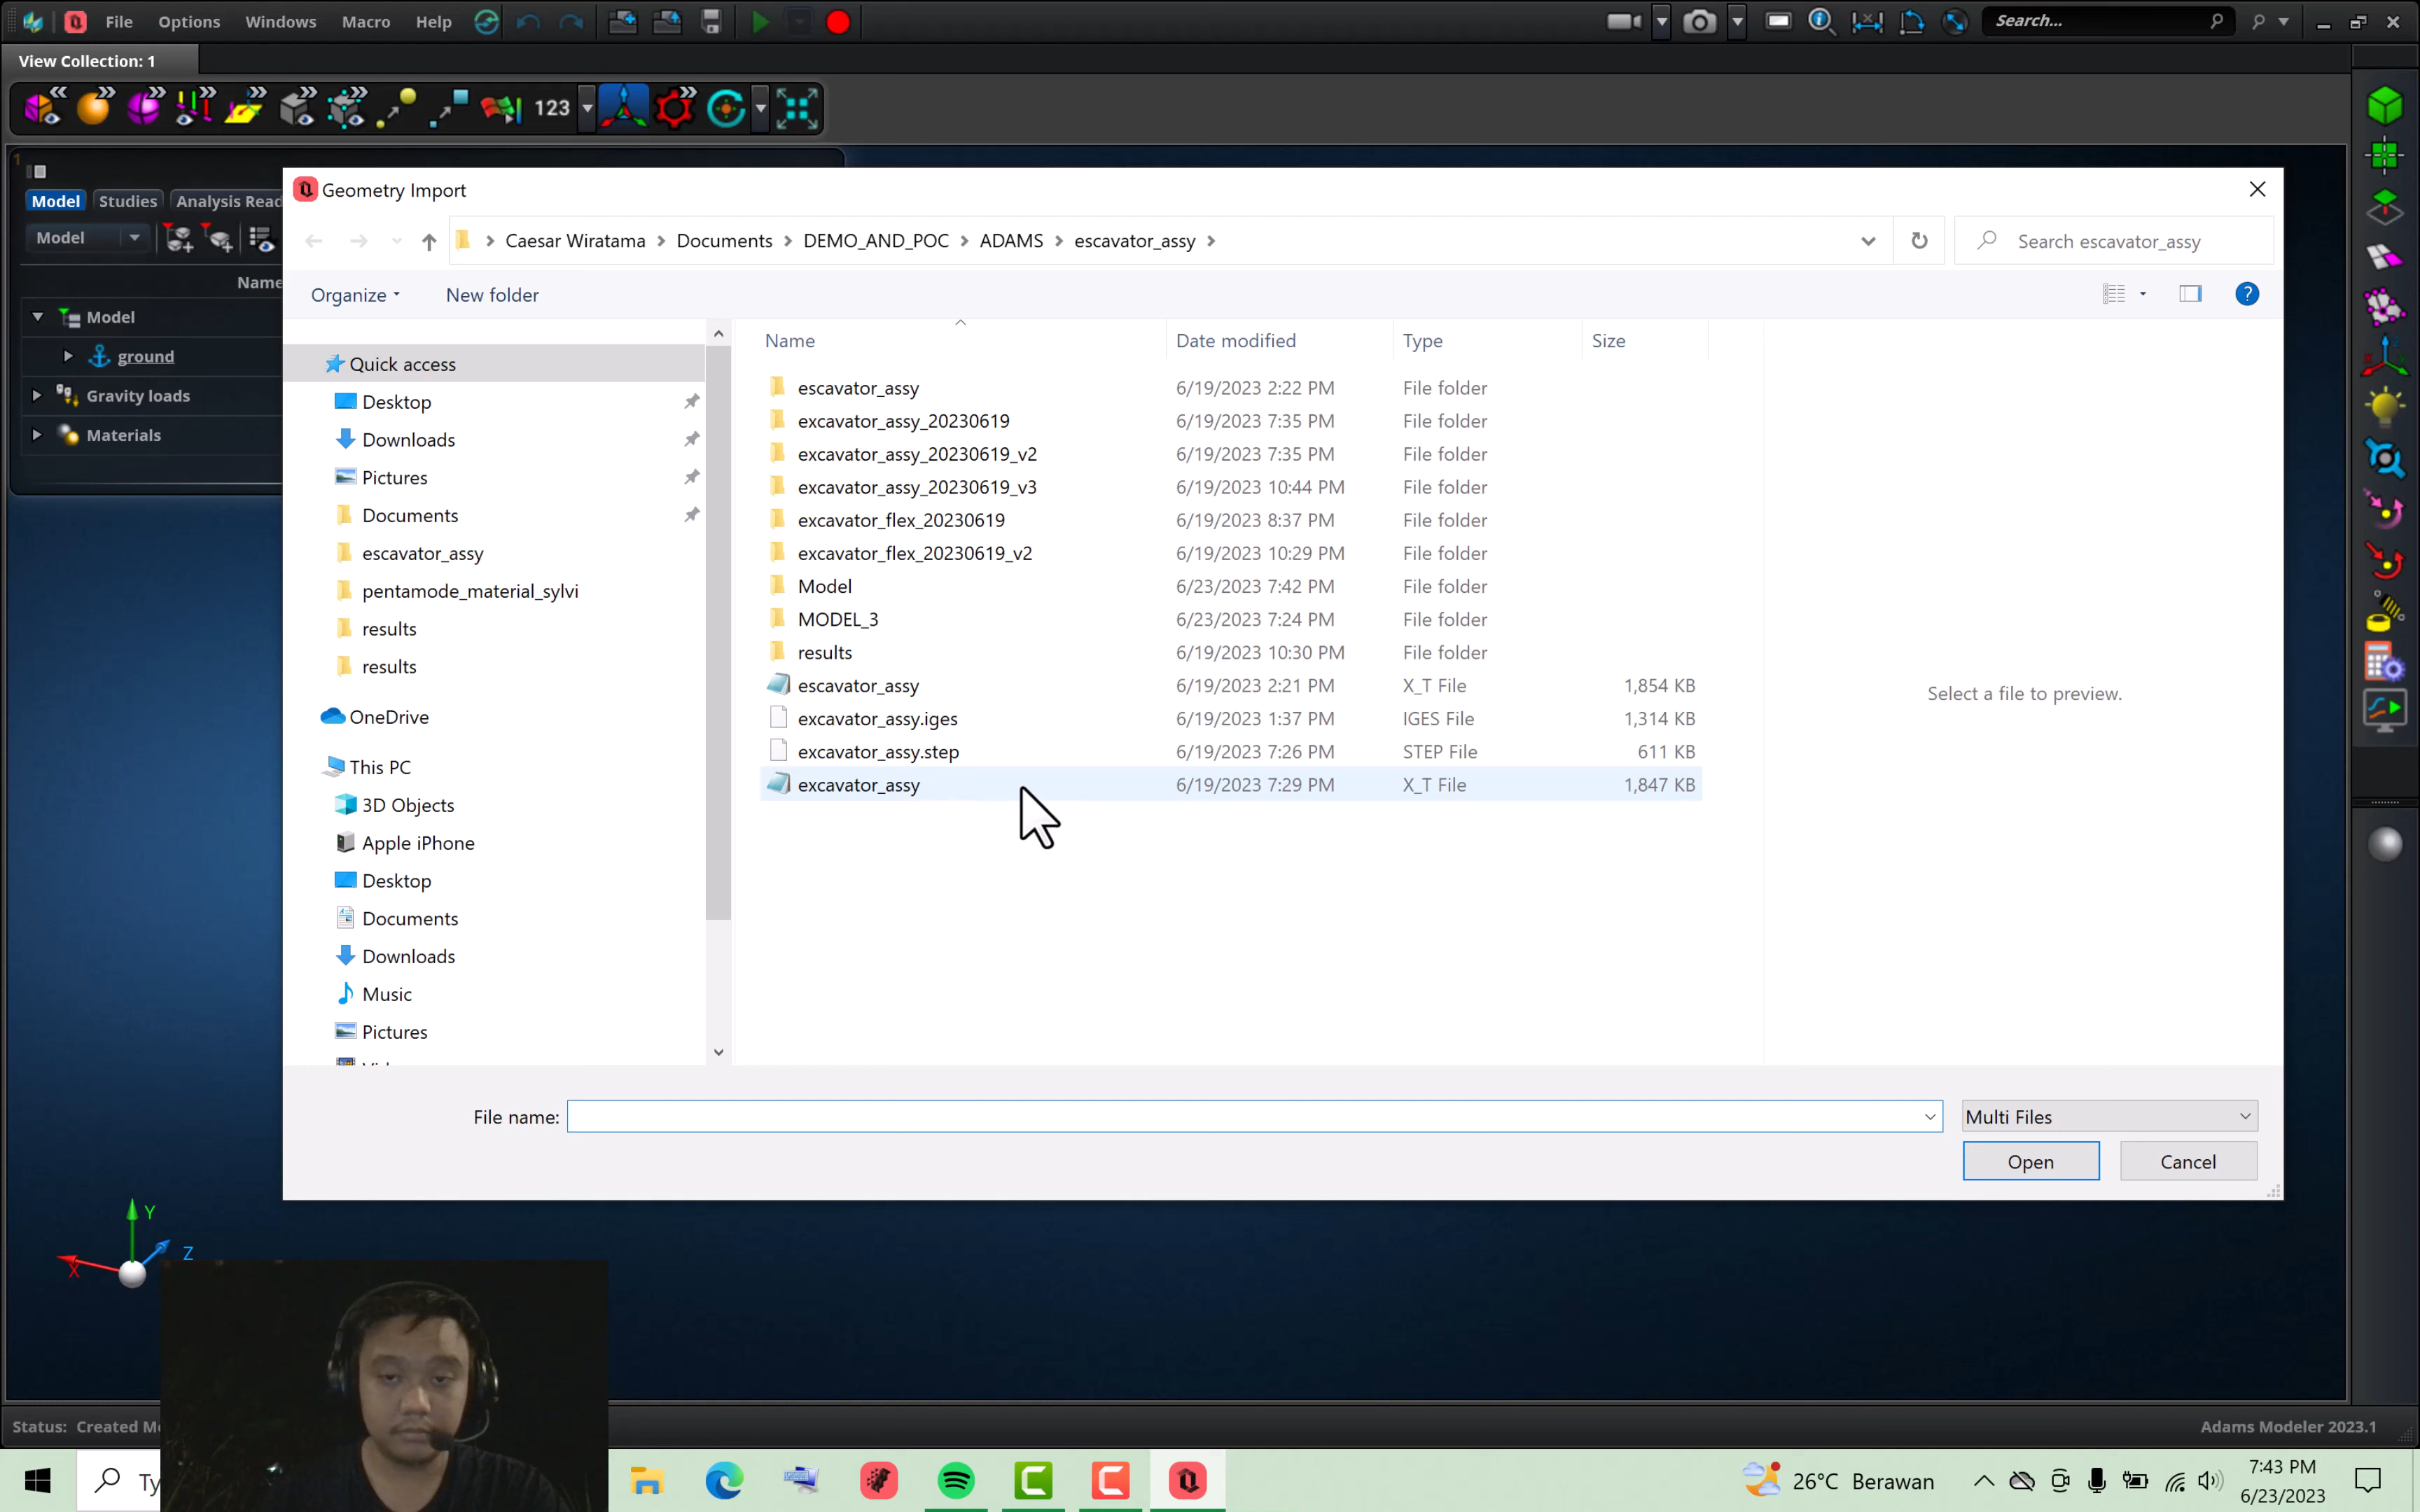 File Options Windows Macro Help Search...
View Collection: 1
123
1
Model Studies Analysis Read
Model
Name
Model
ground
Gravity loads
Materials
Geometry Import
Caesar Wiratama Documents DEMO_AND_POC ADAMS escavator_assy Search escavator_assy
Organize New folder
Quick access
Desktop
Downloads
Pictures
Documents
escavator_assy
pentamode_material_sylvi
results
results
OneDrive
This PC
3D Objects
Apple iPhone
Desktop
Documents
Downloads
Music
Pictures
Name Date modified Type Size
escavator_assy 6/19/2023 2:22 PM File folder
excavator_assy_20230619 6/19/2023 7:35 PM File folder
excavator_assy_20230619_v2 6/19/2023 7:35 PM File folder
excavator_assy_20230619_v3 6/19/2023 10:44 PM File folder
excavator_flex_20230619 6/19/2023 8:37 PM File folder
excavator_flex_20230619_v2 6/19/2023 10:29 PM File folder
Model 6/23/2023 7:42 PM File folder
MODEL_3 6/23/2023 7:24 PM File folder
results 6/19/2023 10:30 PM File folder
escavator_assy 6/19/2023 2:21 PM X_T File 1,854 KB
excavator_assy.iges 6/19/2023 1:37 PM IGES File 1,314 KB
excavator_assy.step 6/19/2023 7:26 PM STEP File 611 KB
excavator_assy 6/19/2023 7:29 PM X_T File 1,847 KB
Select a file to preview.
File name: Multi Files
Open Cancel
Y
Z
X
Status: Created Mo Adams Modeler 2023.1
Ty 26°C Berawan 7:43 PM
6/23/2023